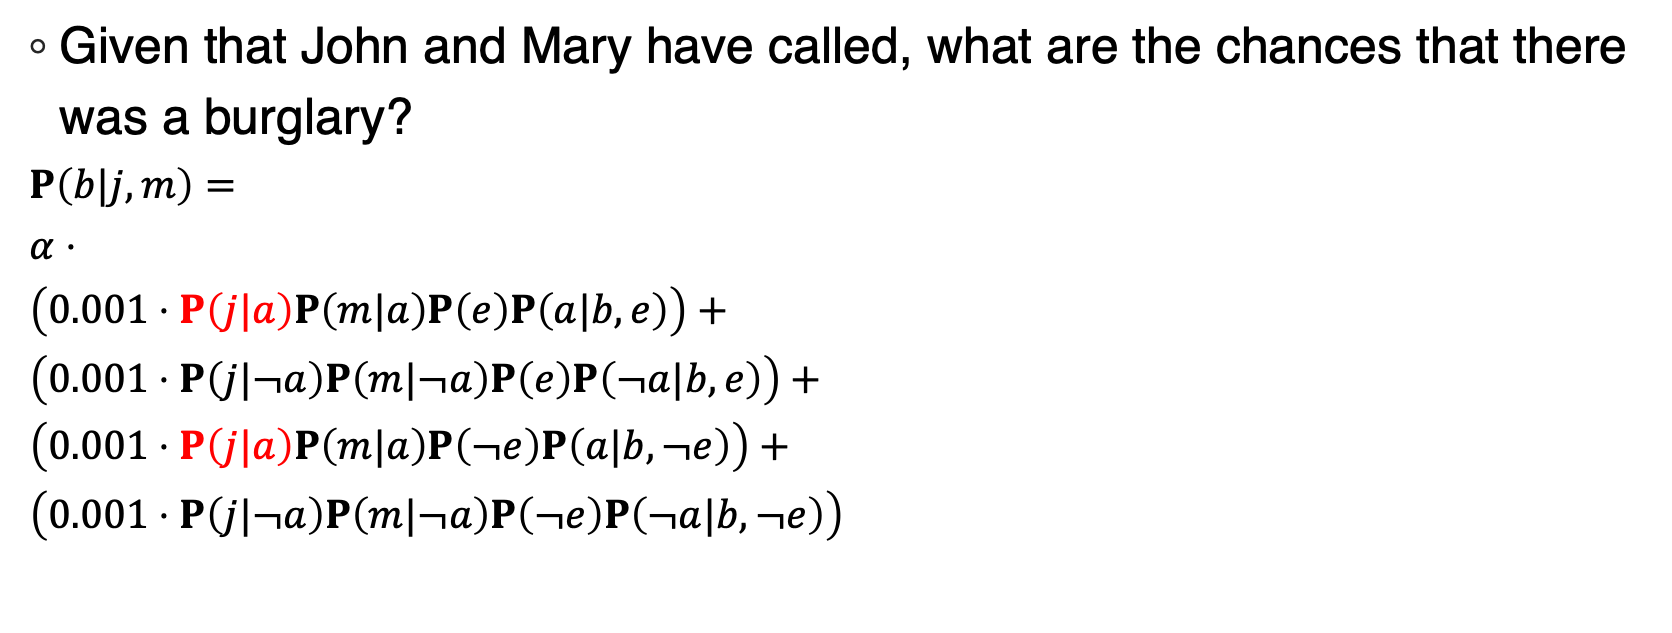 ◦ Given that John and Mary have called, what are the chances that there
was a burglary?
𝐏(𝑏|𝑗, 𝑚) =
𝛼 ·
(0.001 · 𝐏(𝑗|𝑎)𝐏(𝑚|𝑎)𝐏(𝑒)𝐏(𝑎|𝑏, 𝑒)) +
(0.001 · 𝐏(𝑗|¬𝑎)𝐏(𝑚|¬𝑎)𝐏(𝑒)𝐏(¬𝑎|𝑏, 𝑒)) +
(0.001 · 𝐏(𝑗|𝑎)𝐏(𝑚|𝑎)𝐏(¬𝑒)𝐏(𝑎|𝑏, ¬𝑒)) +
(0.001 · 𝐏(𝑗|¬𝑎)𝐏(𝑚|¬𝑎)𝐏(¬𝑒)𝐏(¬𝑎|𝑏, ¬𝑒))